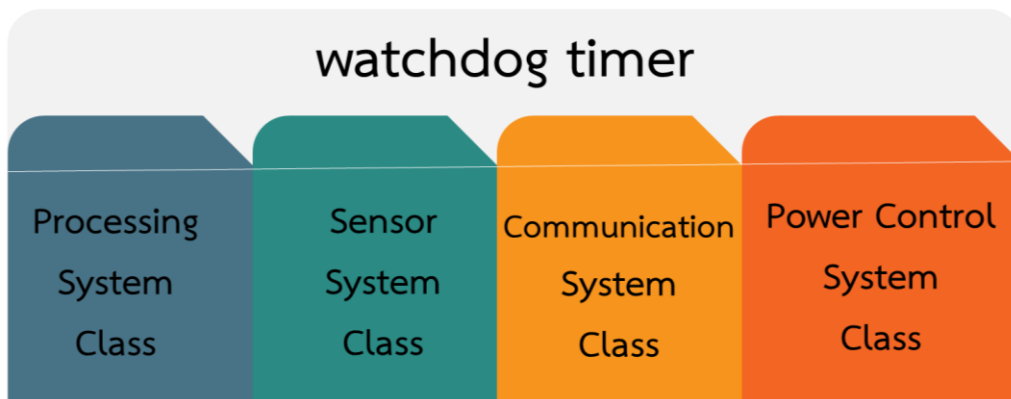 watchdog timer
Processing
System
Class
Sensor
System
Class
Communication
System
Class
Power Control
System
Class